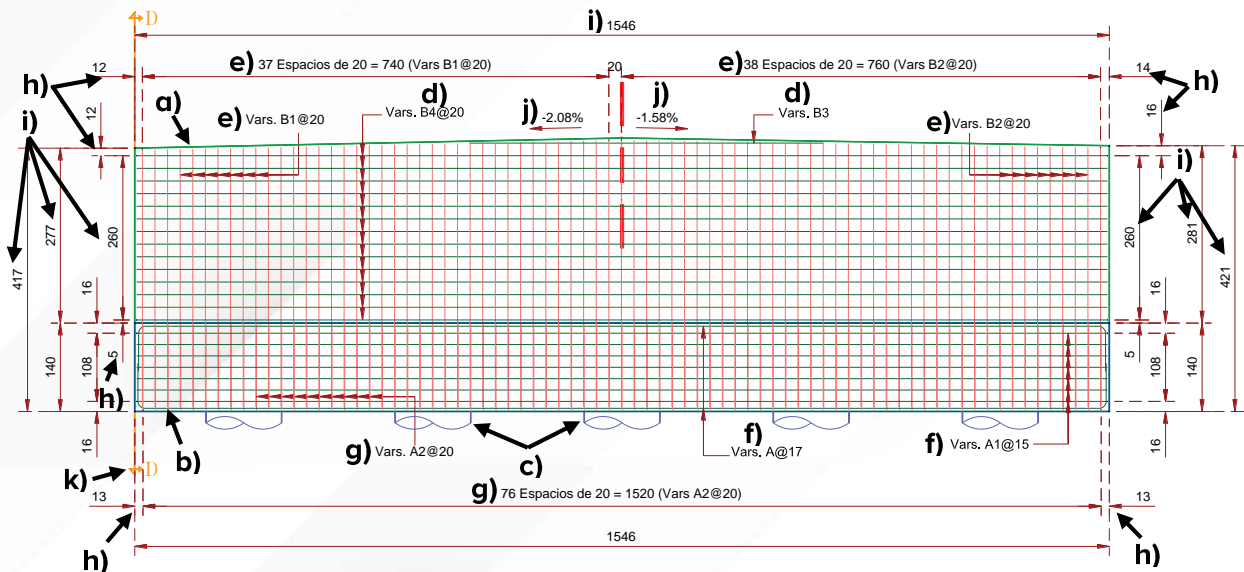 D
i) 1546
12
e) 37 Espacios de 20 = 740 (Vars B1@20)
20
e) 38 Espacios de 20 = 760 (Vars B2@20)
14
h)
h)
d)
d)
i)
a)
12
e) Vars. B1@20
Vars. B4@20
j) -2.08%
j)
-1.58%
Vars. B3
e) Vars. B2@20
16
i)
277
260
417
260
281
421
16
16
140
108
5
5
108
140
h)
16
16
b)
g) Vars. A2@20
c)
f)
Vars. A@17
f) Vars. A1@15
k)
D
13
g) 76 Espacios de 20 = 1520 (Vars A2@20)
13
h)
1546
h)